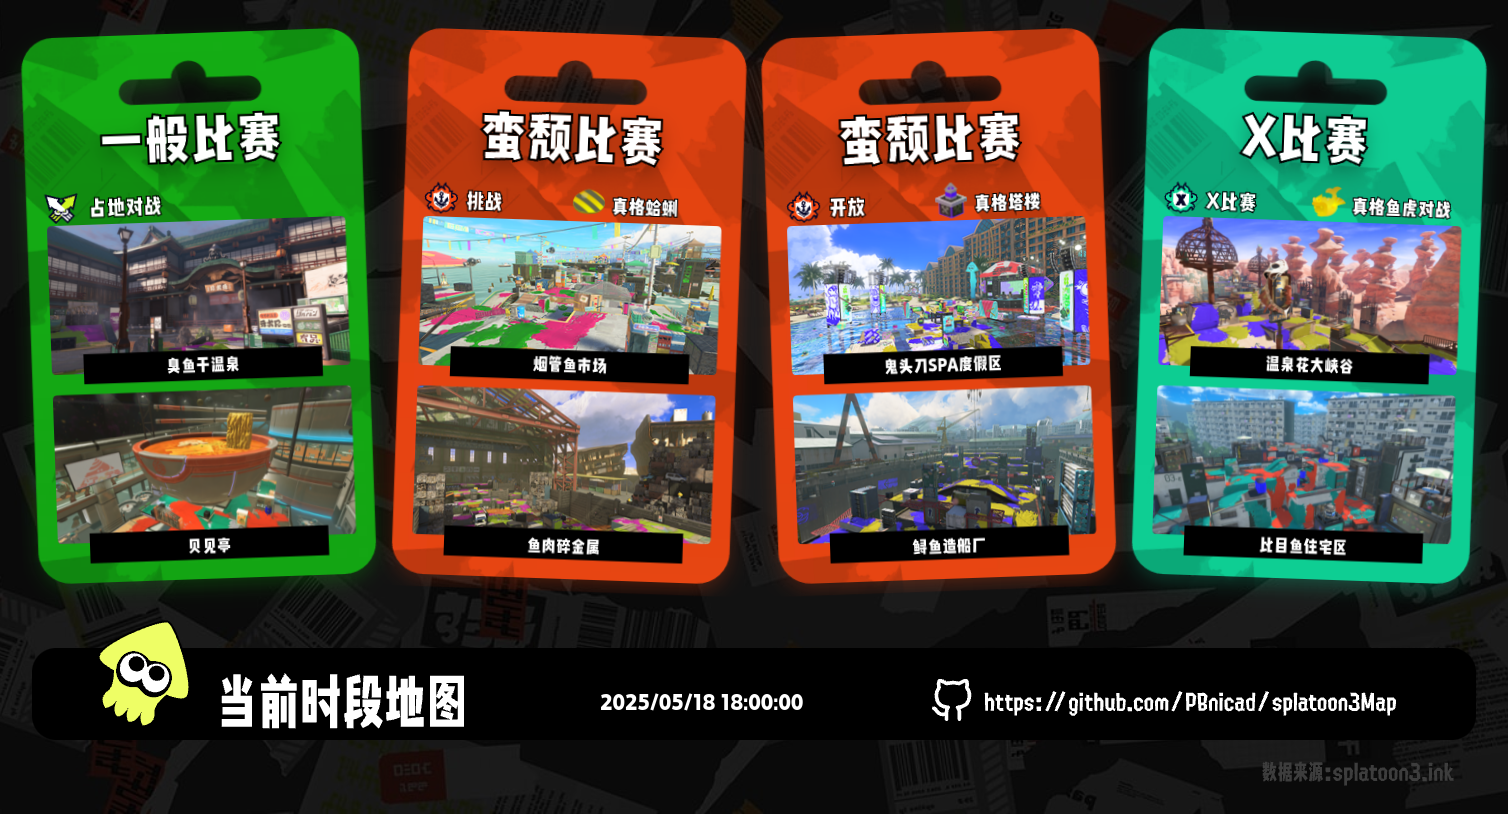 一般比赛
占地对战
臭鱼干温泉
贝见亭
蛮颓比赛
挑战
真格蛤蜊
烟管鱼市场
鱼肉碎金属
蛮颓比赛
开放
真格塔楼
鬼头刀SPA度假区
鲟鱼造船厂
X比赛
X比赛
真格鱼虎对战
温泉花大峡谷
比目鱼住宅区
当前时段地图
2025/05/18 18:00:00
https://github.com/PBnicad/splatoon3Map
数据来源:splatoon3.ink